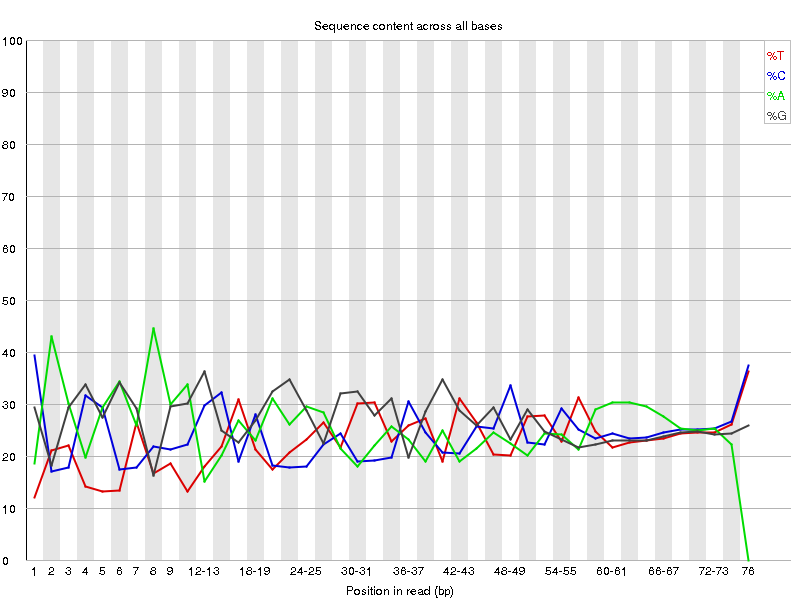 Sequence content across all bases
100
90
80
70
60
50
40
30
20
10
0
%T
%C
%A
%G
1 2 3 4 5 6 7 8 9 12-13 18-19 24-25 30-31 36-37 42-43 48-49 54-55 60-61 66-67 72-73 76
Position in read (bp)